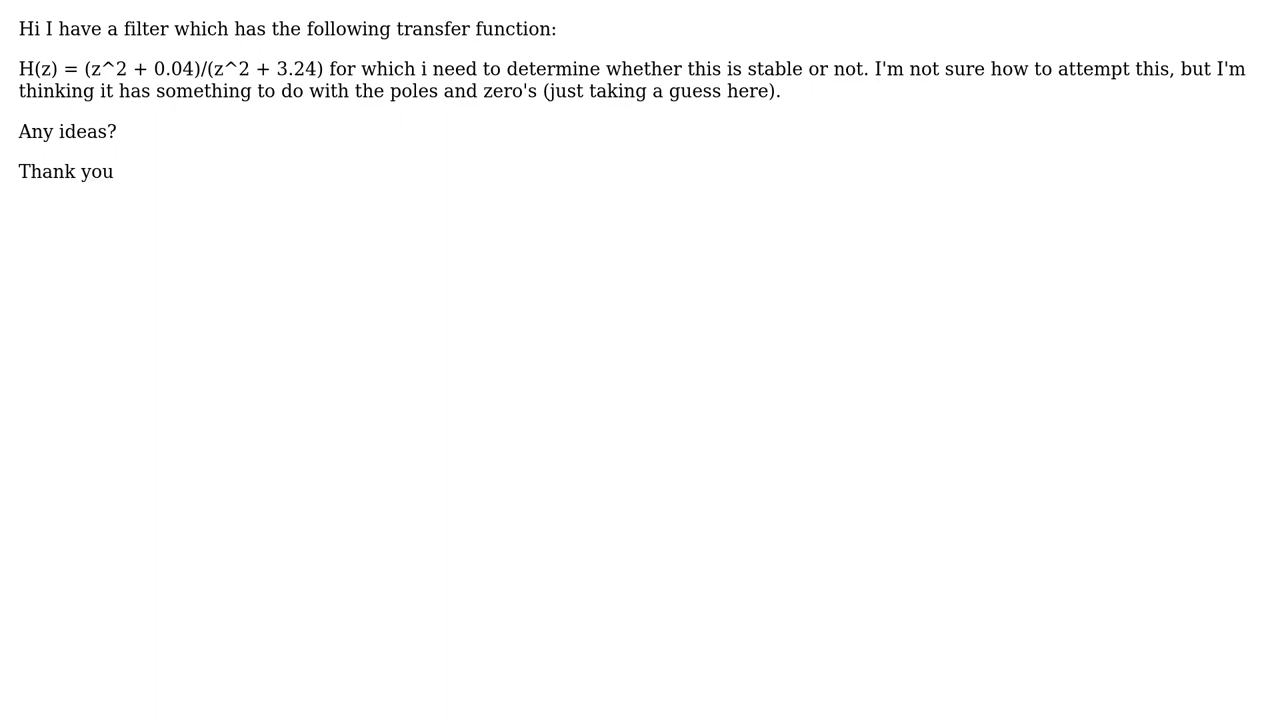 Hi I have a filter which has the following transfer function:
H(z) = (z^2 + 0.04)/(z^2 + 3.24) for which i need to determine whether this is stable or not. I'm not sure how to attempt this, but I'm
thinking it has something to do with the poles and zero's (just taking a guess here).
Any ideas?
Thank you